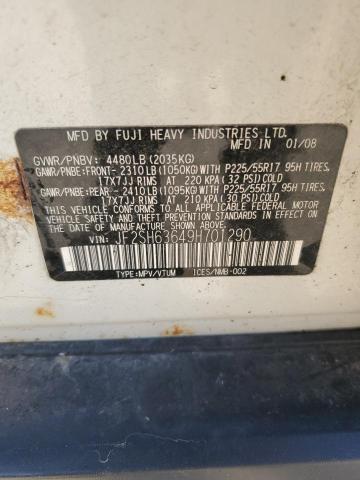 MFD BY FUJI HEAVY INDUSTRIES LTD.
MFD IN 01/08
GVWR/PNBV: 4480LB(2035KG)
GAWR/PNBE:FRONT-2310LB(1050KG)WITH P225/55R17 95H TIRES,
17X7JJ RIMS AT 220 KPA(32 PSI)COLD
GAWR/PNBE:REAR-2410LB(1095KG)WITH P225/55R17 95H TIRES,
17X7JJ RIMS AT 210 KPA(30 PSI)COLD
THIS VEHICLE CONFORMS TO ALL APPLICABLE FEDERAL MOTOR
VEHICLE SAFETY AND BUMPER STANDARDS IN EFFECT ON THE
DATE OF MANUFACTURE SHOWN ABOVE.
VIN: JF2SH63649H701290
TYPE:MPV/VTUM ICES/NMB-002